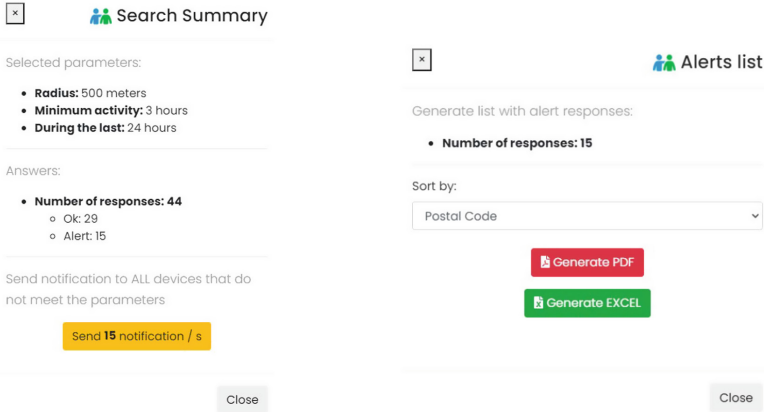 ×
Search Summary
Selected parameters:
• Radius: 500 meters
• Minimum activity: 3 hours
• During the last: 24 hours
Answers:
• Number of responses: 44
○ Ok: 29
○ Alert: 15
Send notification to ALL devices that do
not meet the parameters
Send 15 notification / s
Close
×
Alerts list
Generate list with alert responses:
• Number of responses: 15
Sort by:
Postal Code
Generate PDF
Generate EXCEL
Close